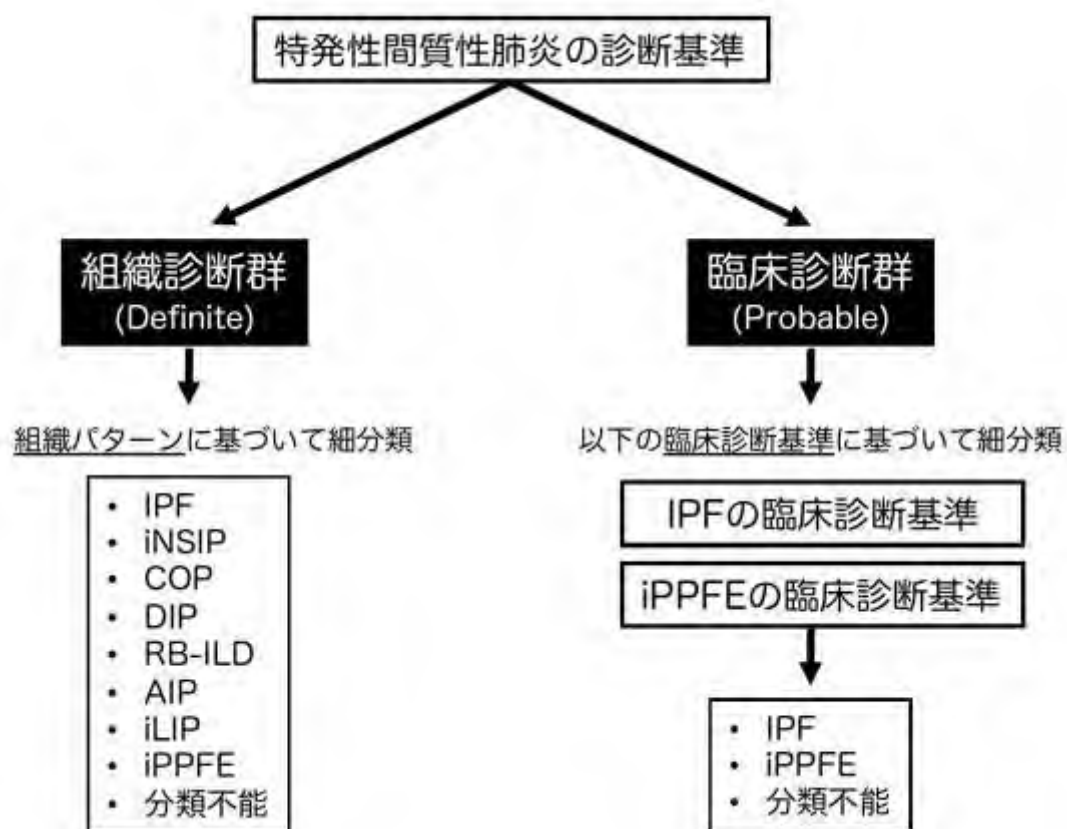 特発性間質性肺炎の診断基準
組織診断群
(Definite)
組織パターンに基づいて細分類
• IPF
• iNSIP
• COP
• DIP
• RB-ILD
• AIP
• iLIP
• iPPFE
• 分類不能
臨床診断群
(Probable)
以下の臨床診断基準に基づいて細分類
IPFの臨床診断基準
iPPFEの臨床診断基準
• IPF
• iPPFE
• 分類不能